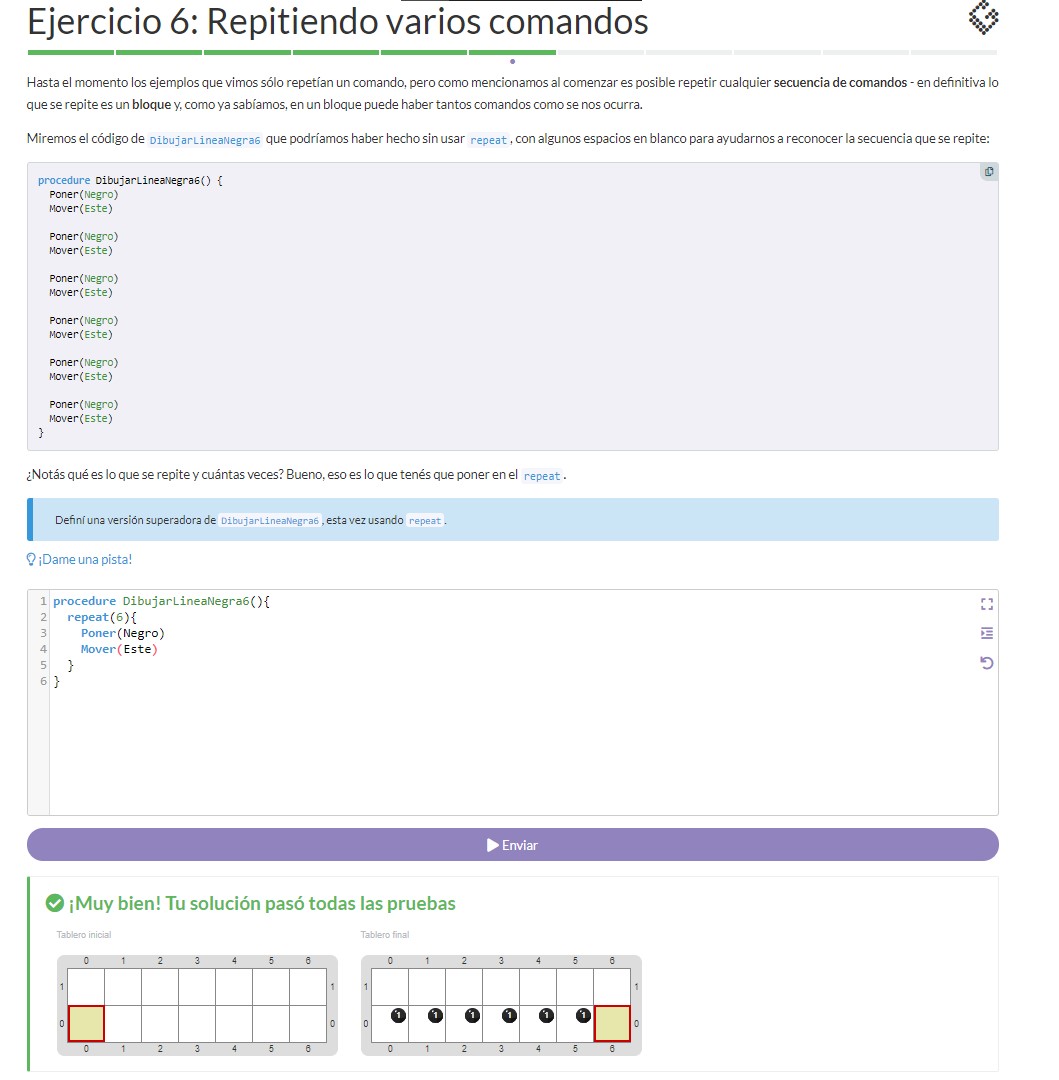 Ejercicio 6: Repitiendo varios comandos
Hasta el momento los ejemplos que vimos sólo repetían un comando, pero como mencionamos al comenzar es posible repetir cualquier secuencia de comandos - en definitiva lo
que se repite es un bloque y, como ya sabíamos, en un bloque puede haber tantos comandos como se nos ocurra.
Miremos el código de DibujarLineaNegra6 que podríamos haber hecho sin usar repeat, con algunos espacios en blanco para ayudarnos a reconocer la secuencia que se repite:
procedure DibujarLineaNegra6() {
Poner(Negro)
Mover(Este)
Poner(Negro)
Mover(Este)
Poner(Negro)
Mover(Este)
Poner(Negro)
Mover(Este)
Poner(Negro)
Mover(Este)
Poner(Negro)
Mover(Este)
}
¿Notás qué es lo que se repite y cuántas veces? Bueno, eso es lo que tenés que poner en el repeat.
Definí una versión superadora de DibujarLineaNegra6, esta vez usando repeat.
¡Dame una pista!
1 procedure DibujarLineaNegra6(){
2 repeat(6){
3 Poner(Negro)
4 Mover(Este)
5 }
6 }
Enviar
¡Muy bien! Tu solución pasó todas las pruebas
Tablero inicial
0 1 2 3 4 5 6
1 1
0 0
0 1 2 3 4 5 6
Tablero final
0 1 2 3 4 5 6
1 1
0 1 1 1 1 1 1 0
0 1 2 3 4 5 6